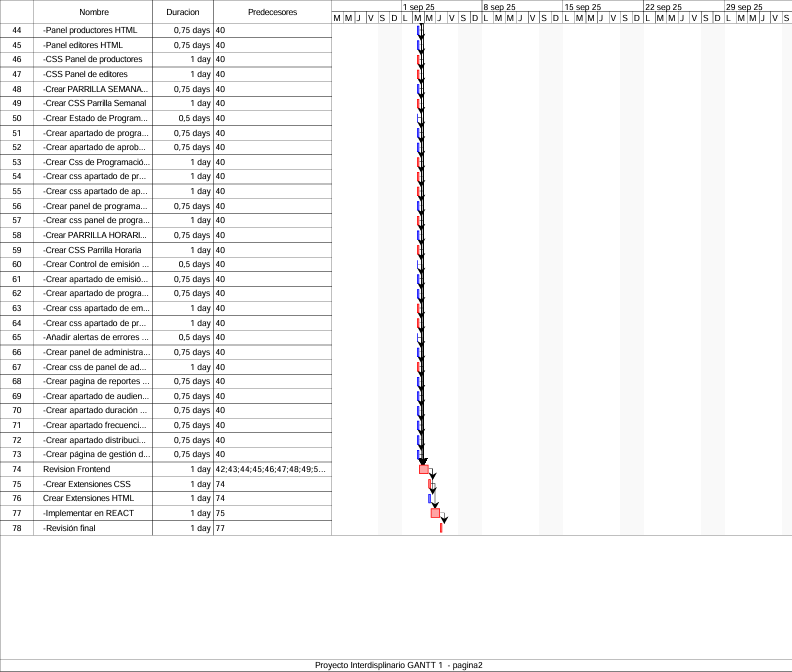 Nombre Duracion Predecesores 1 sep 25 8 sep 25 15 sep 25 22 sep 25 29 sep 25
M M J V S D L M M J V S D L M M J V S D L M M J V S D L M M J V S D L M M J V S
44 -Panel productores HTML 0,75 days 40
45 -Panel editores HTML 0,75 days 40
46 -CSS Panel de productores 1 day 40
47 -CSS Panel de editores 1 day 40
48 -Crear PARRILLA SEMANA... 0,75 days 40
49 -Crear CSS Parrilla Semanal 1 day 40
50 -Crear Estado de Program... 0,5 days 40
51 -Crear apartado de progra... 0,75 days 40
52 -Crear apartado de aprob... 0,75 days 40
53 -Crear Css de Programació... 1 day 40
54 -Crear css apartado de pr... 1 day 40
55 -Crear css apartado de ap... 1 day 40
56 -Crear panel de programa... 0,75 days 40
57 -Crear css panel de progra... 1 day 40
58 -Crear PARRILLA HORARI... 0,75 days 40
59 -Crear CSS Parrilla Horaria 1 day 40
60 -Crear Control de emisión ... 0,5 days 40
61 -Crear apartado de emisió... 0,75 days 40
62 -Crear apartado de progra... 0,75 days 40
63 -Crear css apartado de em... 1 day 40
64 -Crear css apartado de pr... 1 day 40
65 -Añadir alertas de errores ... 0,5 days 40
66 -Crear panel de administra... 0,75 days 40
67 -Crear css de panel de ad... 1 day 40
68 -Crear pagina de reportes ... 0,75 days 40
69 -Crear apartado de audien... 0,75 days 40
70 -Crear apartado duración ... 0,75 days 40
71 -Crear apartado frecuenci... 0,75 days 40
72 -Crear apartado distribuci... 0,75 days 40
73 -Crear página de gestión d... 0,75 days 40
74 Revision Frontend 1 day 42;43;44;45;46;47;48;49;5...
75 -Crear Extensiones CSS 1 day 74
76 Crear Extensiones HTML 1 day 74
77 -Implementar en REACT 1 day 75
78 -Revisión final 1 day 77
Proyecto Interdisplinario GANTT 1 - pagina2